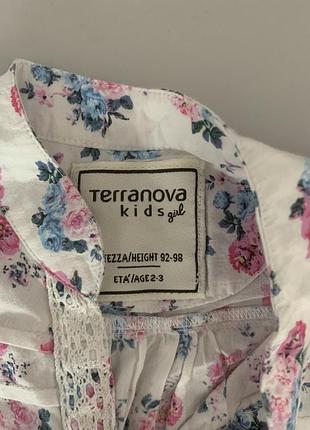 Terranova
kids girl
TEZZA/HEIGHT 92-98
ETA'/AGE 2-3